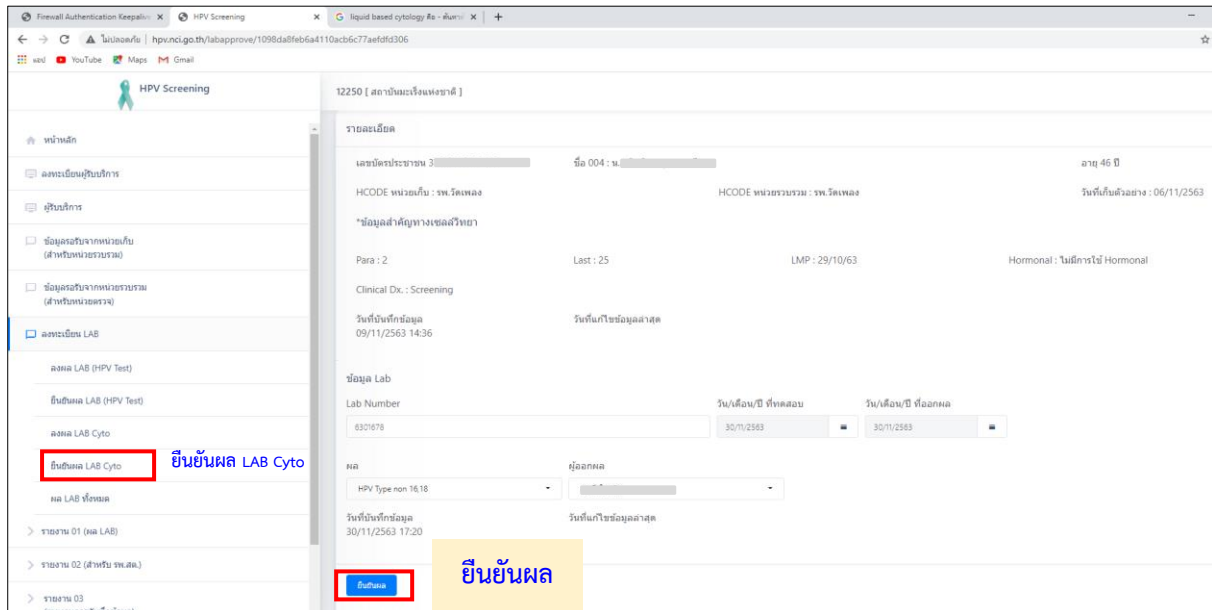 Firewall Authentication Keepaliv
HPV Screening
liquid based cytology คือ - ค้นหาด้
ไม่ปลอดภัย | hpv.nci.go.th/labapprove/1098da8feb6a4110acb6c77aefdfd306
แอป YouTube Maps Gmail
HPV Screening
12250 [ สถาบันมะเร็งแห่งชาติ ]
หน้าหลัก
ลงทะเบียนผู้รับบริการ
ผู้รับบริการ
ข้อมูลรอรับจากหน่วยเก็บ
(สำหรับหน่วยรวบรวม)
ข้อมูลรอรับจากหน่วยรวบรวม
(สำหรับหน่วยตรวจ)
ลงทะเบียน LAB
ลงผล LAB (HPV Test)
ยืนยันผล LAB (HPV Test)
ลงผล LAB Cyto
ยืนยันผล LAB Cyto
ยืนยันผล LAB Cyto
ผล LAB ทั้งหมด
รายงาน 01 (ผล LAB)
รายงาน 02 (สำหรับ รพ.สต.)
รายงาน 03
รายละเอียด
เลขบัตรประชาชน 3
ชื่อ 004 : น.
อายุ 46 ปี
HCODE หน่วยเก็บ : รพ.วัดเพลง
HCODE หน่วยรวบรวม : รพ.วัดเพลง
วันที่เก็บตัวอย่าง : 06/11/2563
*ข้อมูลสำคัญทางเซลล์วิทยา
Para : 2
Last : 25
LMP : 29/10/63
Hormonal : ไม่มีการใช้ Hormonal
Clinical Dx. : Screening
วันที่บันทึกข้อมูล
09/11/2563 14:36
วันที่แก้ไขข้อมูลล่าสุด
ข้อมูล Lab
Lab Number
วัน/เดือน/ปี ที่ทดสอบ
วัน/เดือน/ปี ที่ออกผล
6301678
30/11/2563
30/11/2563
ผล
ผู้ออกผล
HPV Type non 16,18
วันที่บันทึกข้อมูล
30/11/2563 17:20
วันที่แก้ไขข้อมูลล่าสุด
ยืนยันผล
ยืนยันผล